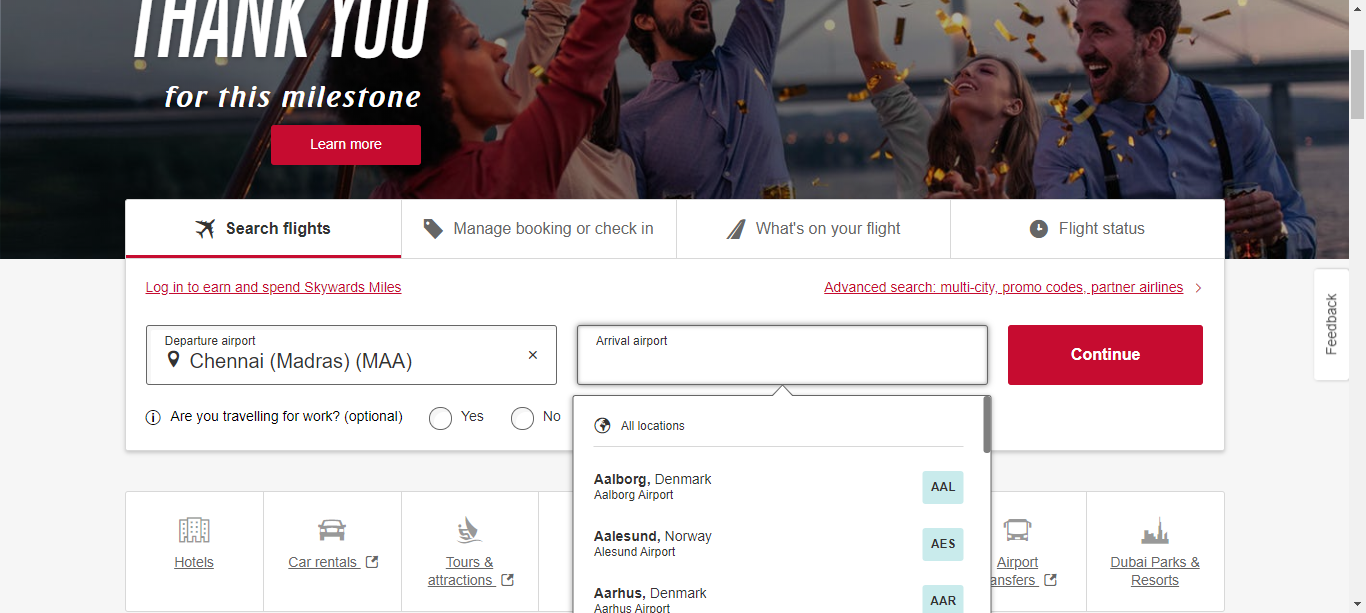 THANK YOU
for this milestone
Learn more
Search flights
Manage booking or check in
What's on your flight
Flight status
Log in to earn and spend Skywards Miles
Advanced search: multi-city, promo codes, partner airlines
Feedback
Departure airport
Chennai (Madras) (MAA)
Arrival airport
Continue
Are you travelling for work? (optional)
Yes
No
All locations
Aalborg, Denmark
Aalborg Airport
AAL
Aalesund, Norway
Alesund Airport
AES
Aarhus, Denmark
Aarhus Airport
AAR
Hotels
Car rentals
Tours &
attractions
Airport
ansfers
Dubai Parks &
Resorts